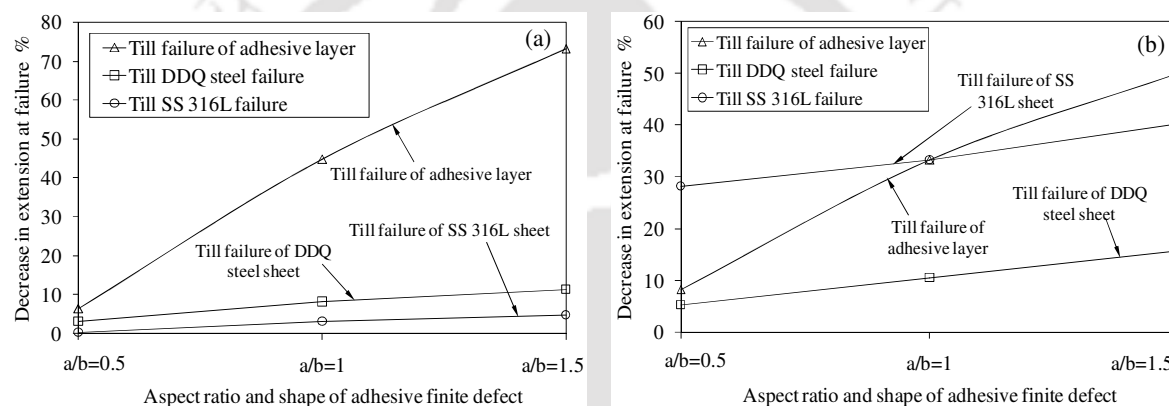 80
70
60
50
40
30
20
10
0
Decrease in extension at failure %
(a)
Till failure of adhesive layer
Till DDQ steel failure
Till SS 316L failure
Till failure of adhesive layer
Till failure of SS 316L sheet
Till failure of DDQ
steel sheet
a/b=0.5
a/b=1
a/b=1.5
Aspect ratio and shape of adhesive finite defect
60
50
40
30
20
10
0
Decrease in extension at failure %
(b)
Till failure of adhesive layer
Till DDQ steel failure
Till SS 316L failure
Till failure of SS
316L sheet
Till failure of DDQ
steel sheet
Till failure of
adhesive layer
a/b=0.5
a/b=1
a/b=1.5
Aspect ratio and shape of adhesive finite defect